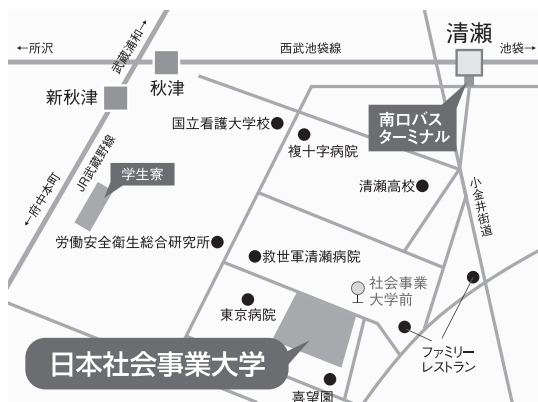 ←所沢
武蔵浦和→
西武池袋線
清瀬
池袋→
秋津
新秋津
南口バス
ターミナル
国立看護大学校
複十字病院
JR武蔵野線
学生寮
清瀬高校
小金井街道
←府中本町
労働安全衛生総合研究所
救世軍清瀬病院
社会事業
大学前
東京病院
ファミリー
レストラン
日本社会事業大学
喜望園